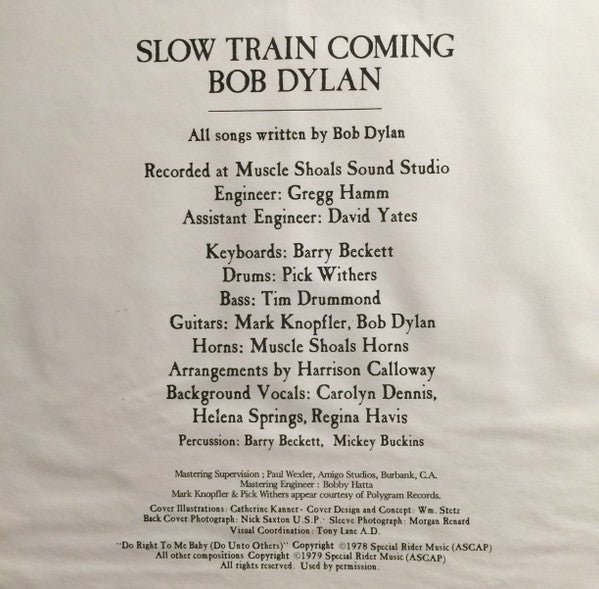 SLOW TRAIN COMING
BOB DYLAN
All songs written by Bob Dylan
Recorded at Muscle Shoals Sound Studio
Engineer: Gregg Hamm
Assistant Engineer: David Yates
Keyboards: Barry Beckett
Drums: Pick Withers
Bass: Tim Drummond
Guitars: Mark Knopfler, Bob Dylan
Horns: Muscle Shoals Horns
Arrangements by Harrison Calloway
Background Vocals: Carolyn Dennis,
Helena Springs, Regina Havis
Percussion: Barry Beckett, Mickey Buckins
Mastering Supervision ; Paul Wexler, Amigo Studios, Burbank, C.A.
Mastering Engineer : Bobby Hatta
Mark Knopfler & Pick Withers appear courtesy of Polygram Records.
Cover Illustrations: Catherine Kanner · Cover Design and Concept: Wm. Stetz
Back Cover Photograph: Nick Saxton U.S.P. · Sleeve Photograph: Morgan Renard
Visual Coordination: Tony Lane A.D.
"Do Right To Me Baby (Do Unto Others)" Copyright ©1978 Special Rider Music (ASCAP)
All other compositions Copyright ©1979 Special Rider Music (ASCAP)
All rights reserved. Used by permission.